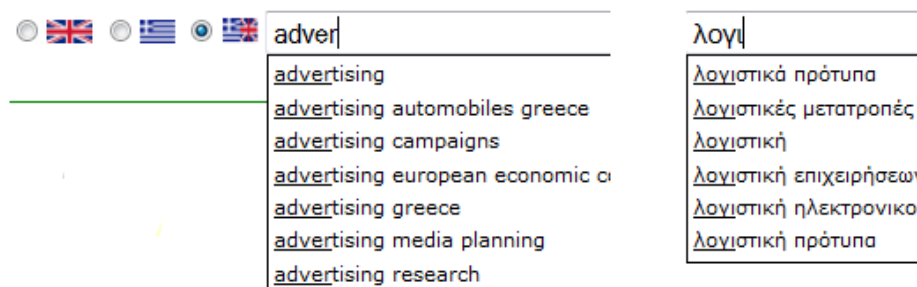 adver
advertising
advertising automobiles greece
advertising campaigns
advertising european economic
advertising greece
advertising media planning
advertising research
λογι
λογιστικά πρότυπα
λογιστικές μετατροπές
λογιστική
λογιστική επιχειρήσεων
λογιστική ηλεκτρονικο
λογιστική πρότυπα